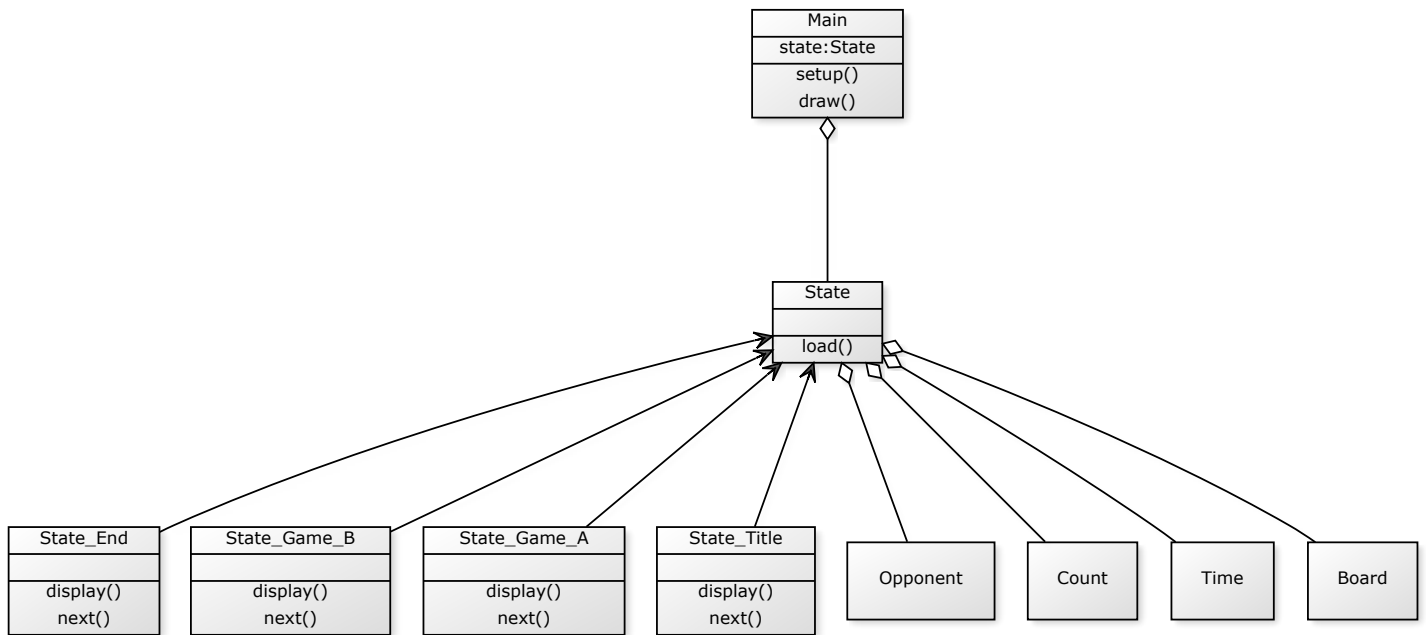 Main
state:State
setup()
draw()
State
load()
State_End
display()
next()
State_Game_B
display()
next()
State_Game_A
display()
next()
State_Title
display()
next()
Opponent
Count
Time
Board